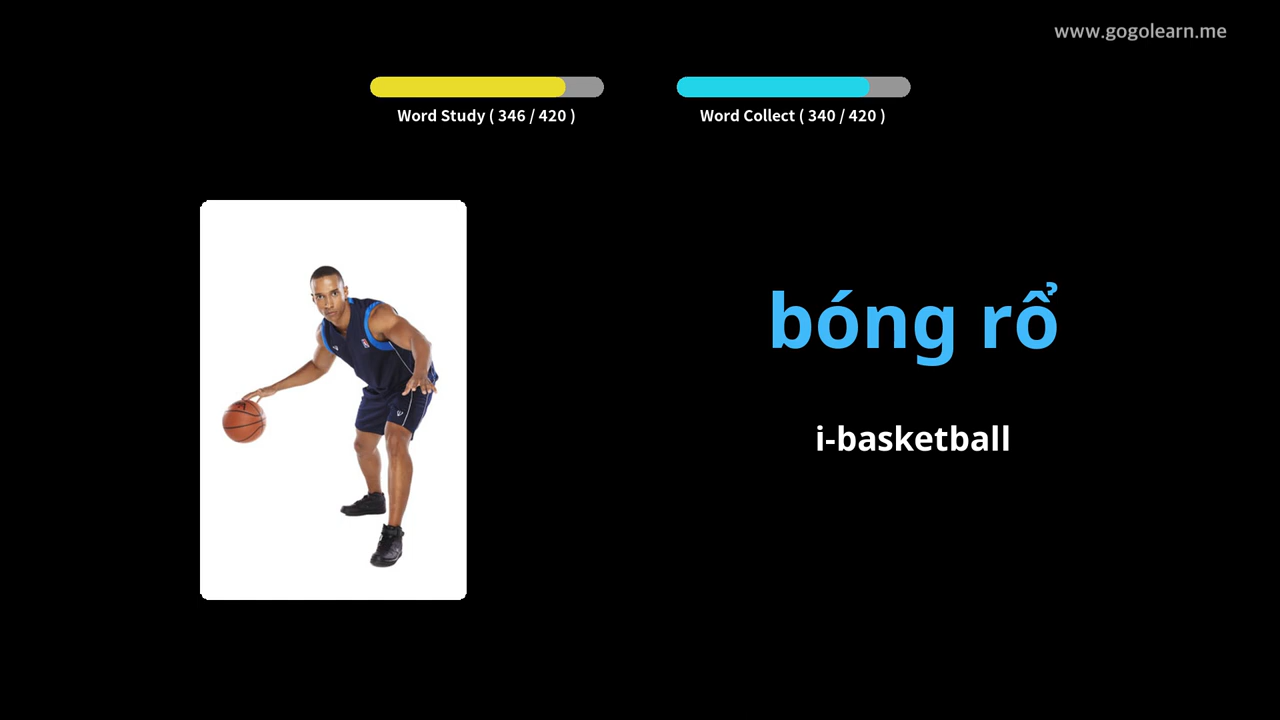 www.gogolearn.me
Word Study ( 346 / 420 )
Word Collect ( 340 / 420 )
bóng rổ
i-basketball